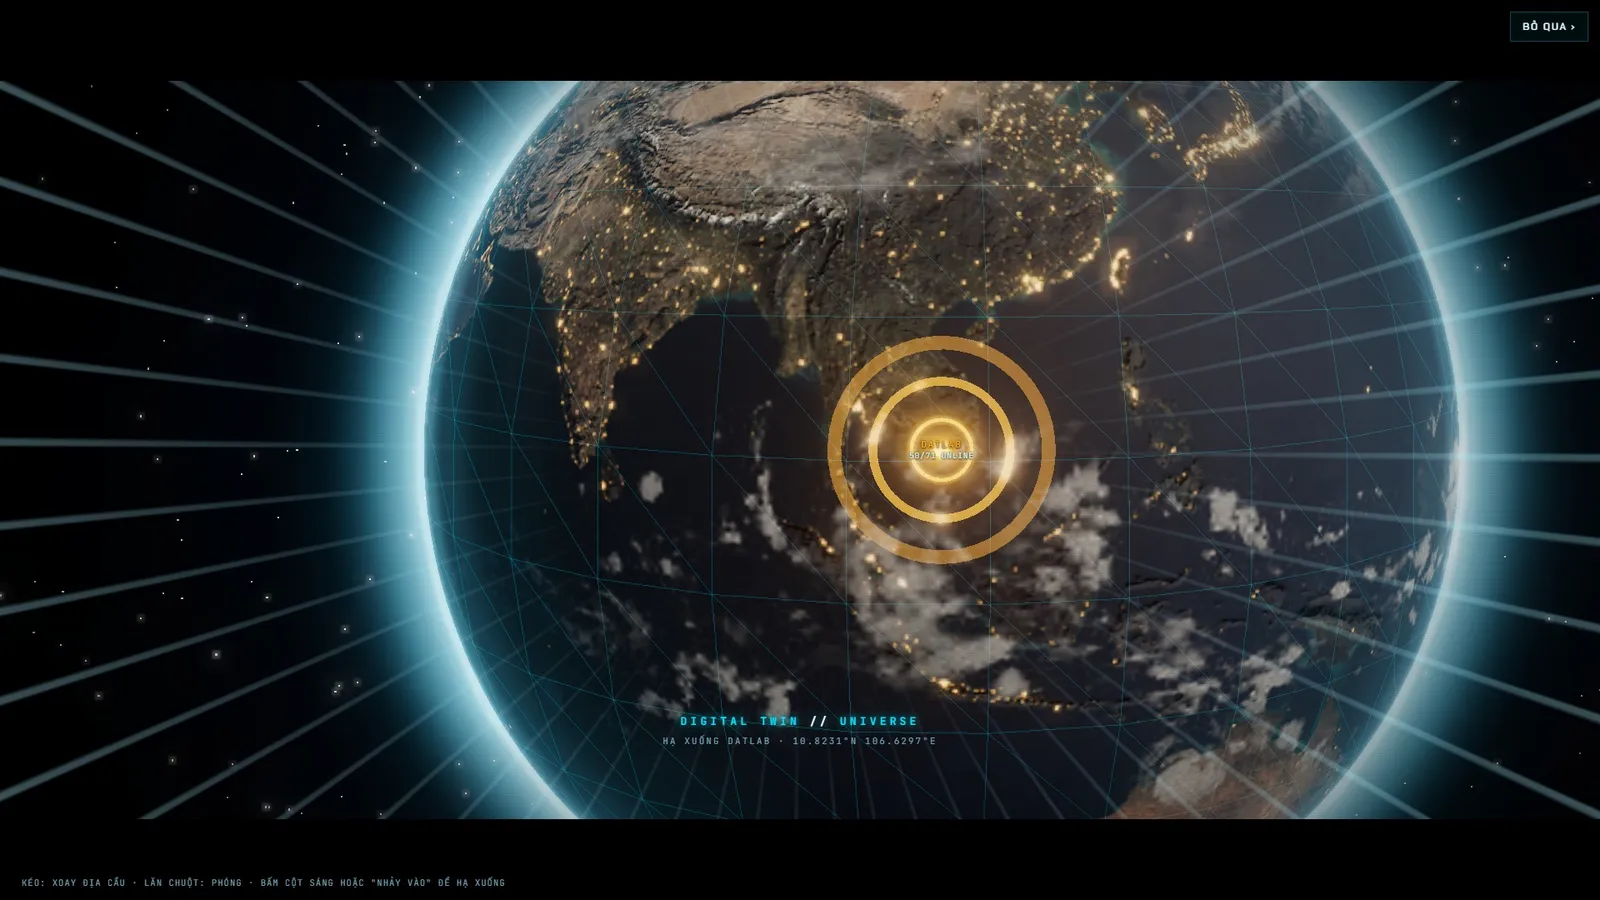 BỎ QUA ›
DATLAB
50/71 ONLINE
DIGITAL TWIN // UNIVERSE
HẠ XUỐNG DATLAB · 10.8231°N 106.6297°E
KÉO: XOAY ĐỊA CẦU · LĂN CHUỘT: PHÓNG · BẤM CỘT SÁNG HOẶC "NHẢY VÀO" ĐỂ HẠ XUỐNG